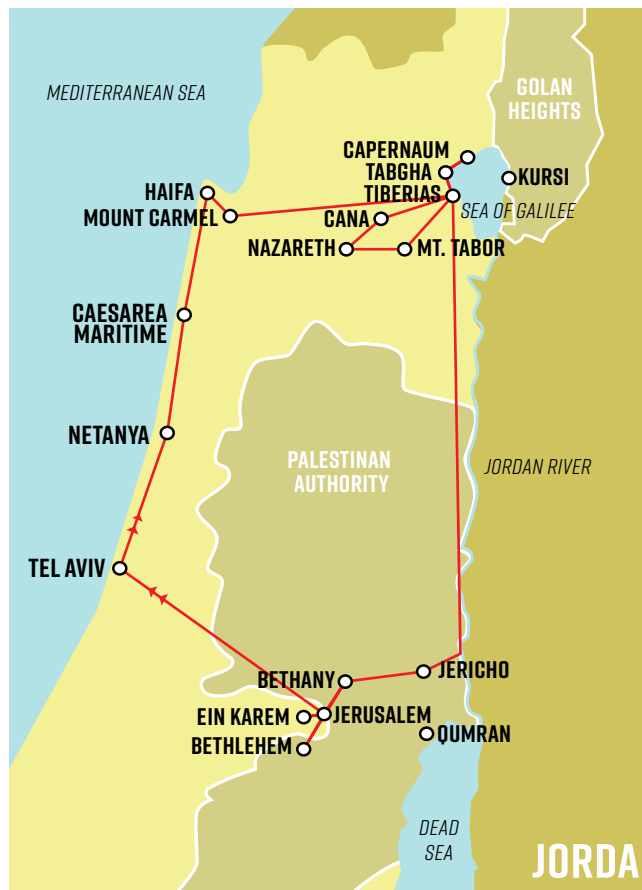 MEDITERRANEAN SEA
GOLAN
HEIGHTS
CAPERNAUM
TABGHA
TIBERIAS
KURSI
HAIFA
MOUNT CARMEL
CANA
SEA OF GALILEE
NAZARETH
MT. TABOR
CAESAREA
MARITIME
NETANYA
PALESTINAN
AUTHORITY
JORDAN RIVER
TEL AVIV
BETHANY
JERICHO
EIN KAREM
JERUSALEM
BETHLEHEM
QUMRAN
DEAD
SEA
JORDA